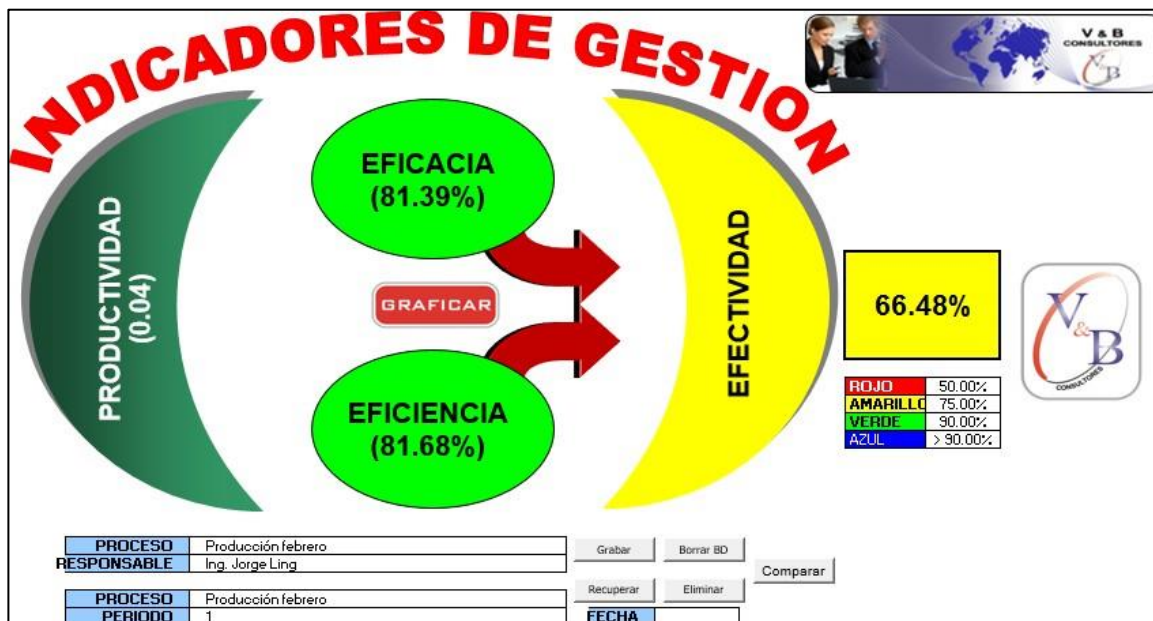 INDICADORES DE GESTION
V & B
CONSULTORES
V&B
PRODUCTIVIDAD
(0.04)
EFICACIA
(81.39%)
GRAFICAR
EFICIENCIA
(81.68%)
EFECTIVIDAD
66.48%
V&B
CONSULTORES
ROJO 50.00%
AMARILLO 75.00%
VERDE 90.00%
AZUL > 90.00%
PROCESO Producción febrero
RESPONSABLE Ing. Jorge Ling
Grabar Borrar BD
Comparar
Recuperar Eliminar
PROCESO Producción febrero
PERIODO 1
FECHA